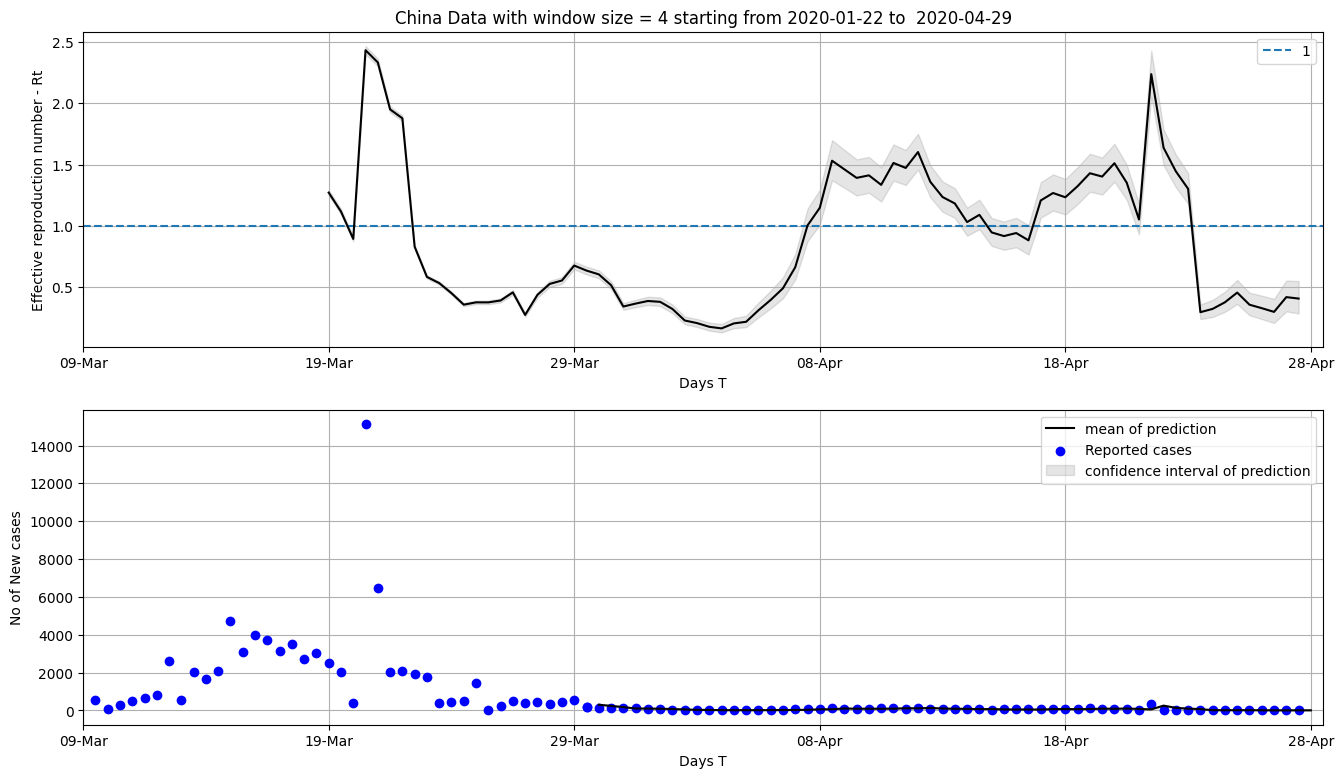 China Data with window size = 4 starting from 2020-01-22 to  2020-04-29
Effective reproduction number - Rt
2.5
2.0
1.5
1.0
0.5
1
09-Mar
19-Mar
29-Mar
08-Apr
18-Apr
28-Apr
Days T
No of New cases
14000
12000
10000
8000
6000
4000
2000
0
mean of prediction
Reported cases
confidence interval of prediction
09-Mar
19-Mar
29-Mar
08-Apr
18-Apr
28-Apr
Days T